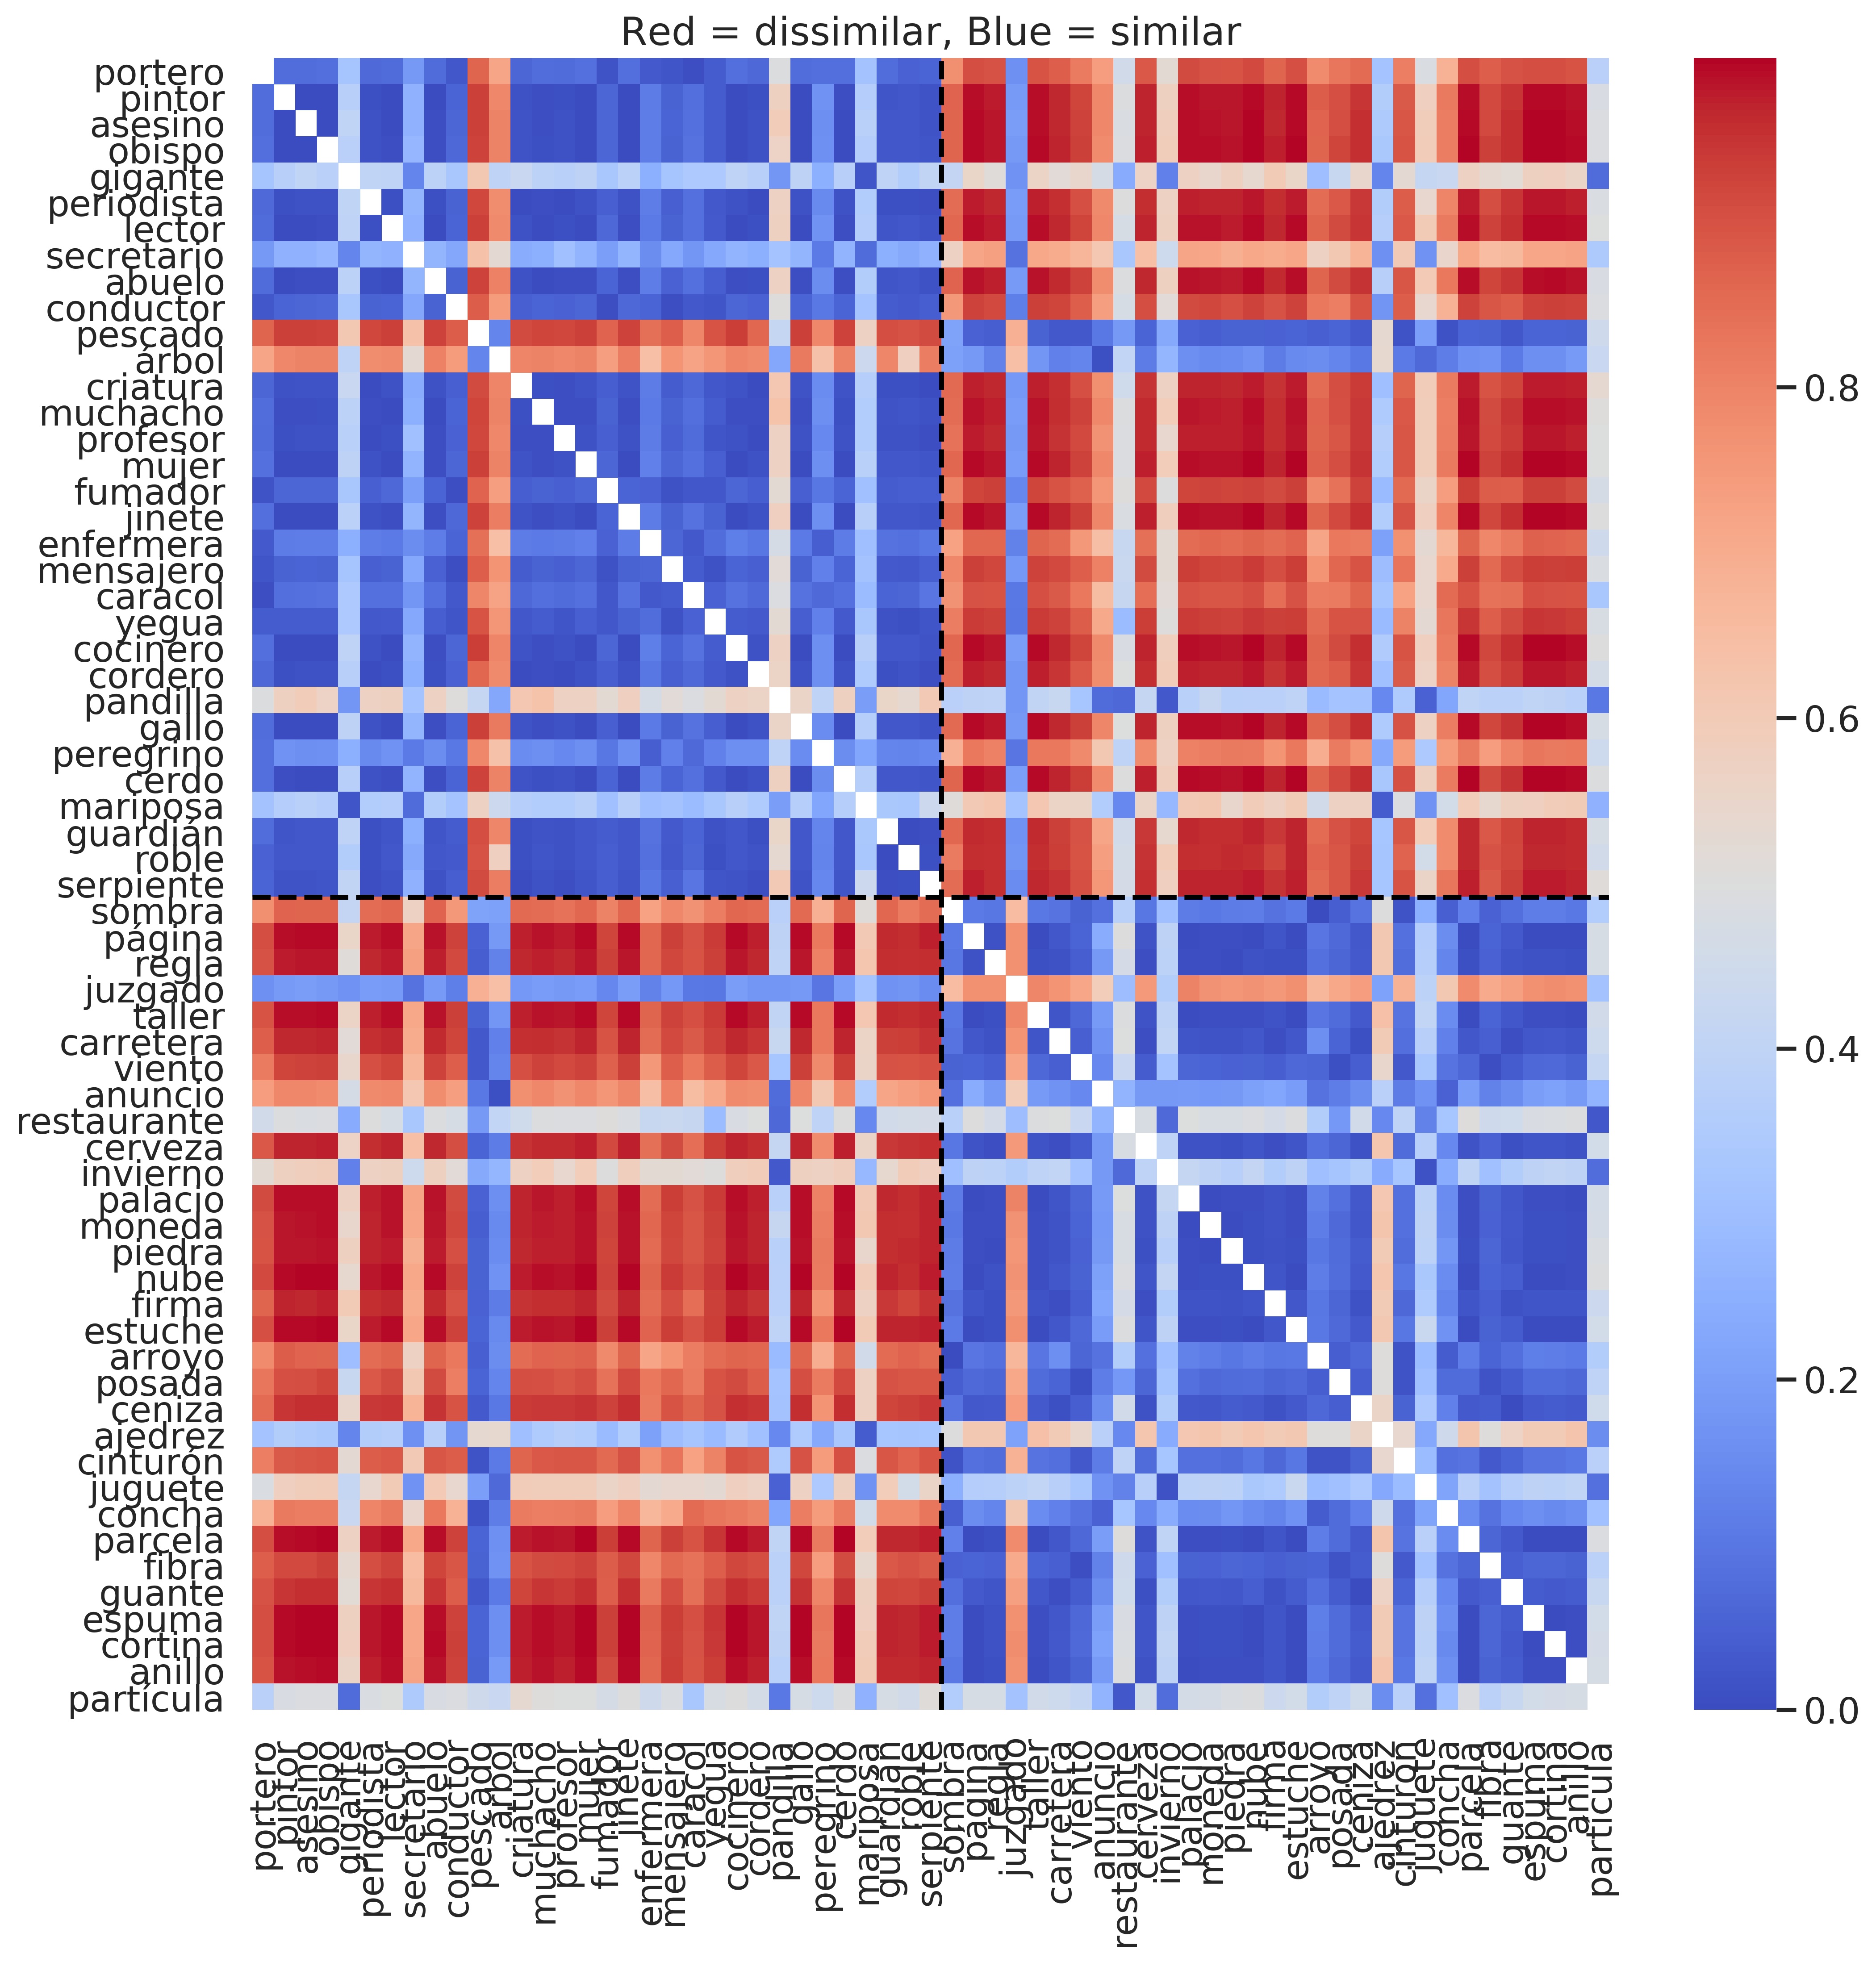 Red = dissimilar, Blue = similar
portero
pintor
asesino
obispo
gigante
periodista
lector
secretario
abuelo
conductor
pescado
árbol
criatura
muchacho
profesor
mujer
fumador
jinete
enfermera
mensajero
caracol
yegua
cocinero
cordero
pandilla
gallo
peregrino
cerdo
mariposa
guardián
roble
serpiente
sombra
página
regla
juzgado
taller
carretera
viento
anuncio
restaurante
cerveza
invierno
palacio
moneda
piedra
nube
firma
estuche
arroyo
posada
ceniza
ajedrez
cinturón
juguete
concha
parcela
fibra
guante
espuma
cortina
anillo
partícula
0.8
0.6
0.4
0.2
0.0
portero
pintor
asesino
obispo
gigante
periodista
lector
secretario
abuelo
conductor
pescado
árbol
criatura
muchacho
profesor
mujer
fumador
jinete
enfermera
mensajero
caracol
yegua
cocinero
cordero
pandilla
gallo
peregrino
cerdo
mariposa
guardián
roble
serpiente
sombra
página
regla
juzgado
taller
carretera
viento
anuncio
restaurante
cerveza
invierno
palacio
moneda
piedra
nube
firma
estuche
arroyo
posada
ceniza
ajedrez
cinturón
juguete
concha
parcela
fibra
guante
espuma
cortina
anillo
partícula